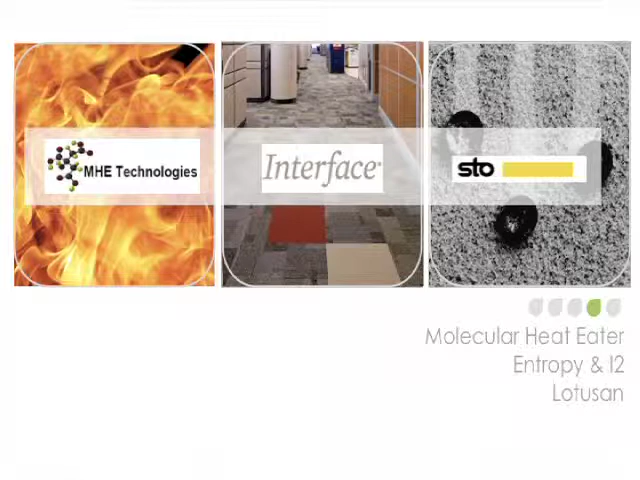 MHE Technologies
Interface®
sto
Molecular Heat Eater
Entropy & I2
Lotusan